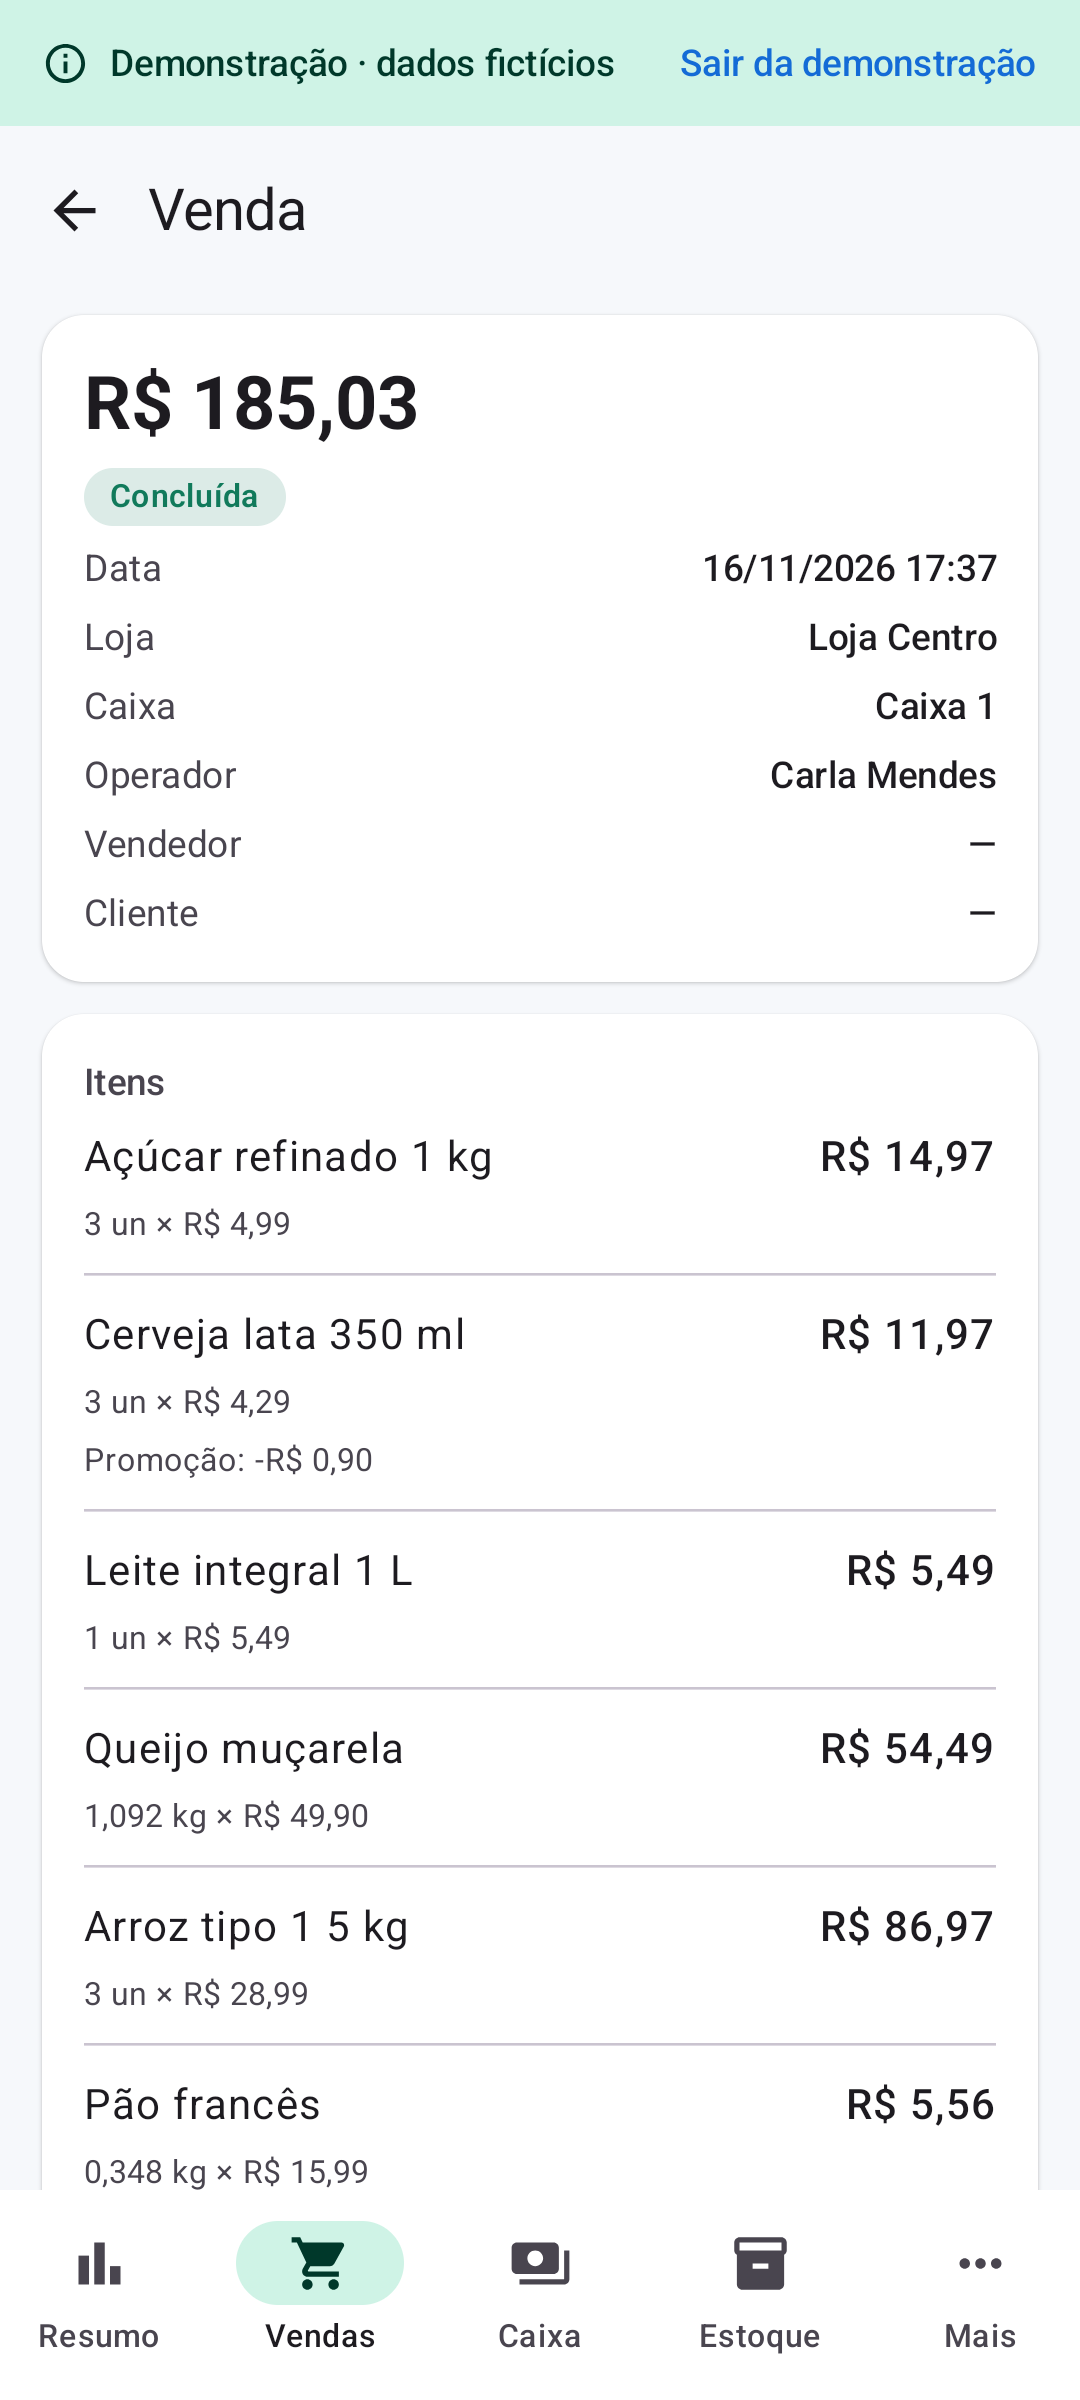 Demonstração · dados fictícios Sair da demonstração
Venda
R$ 185,03
Concluída
Data 16/11/2026 17:37
Loja Loja Centro
Caixa Caixa 1
Operador Carla Mendes
Vendedor —
Cliente —
Itens
Açúcar refinado 1 kg R$ 14,97
3 un × R$ 4,99
Cerveja lata 350 ml R$ 11,97
3 un × R$ 4,29
Promoção: -R$ 0,90
Leite integral 1 L R$ 5,49
1 un × R$ 5,49
Queijo muçarela R$ 54,49
1,092 kg × R$ 49,90
Arroz tipo 1 5 kg R$ 86,97
3 un × R$ 28,99
Pão francês R$ 5,56
0,348 kg × R$ 15,99
Resumo Vendas Caixa Estoque Mais